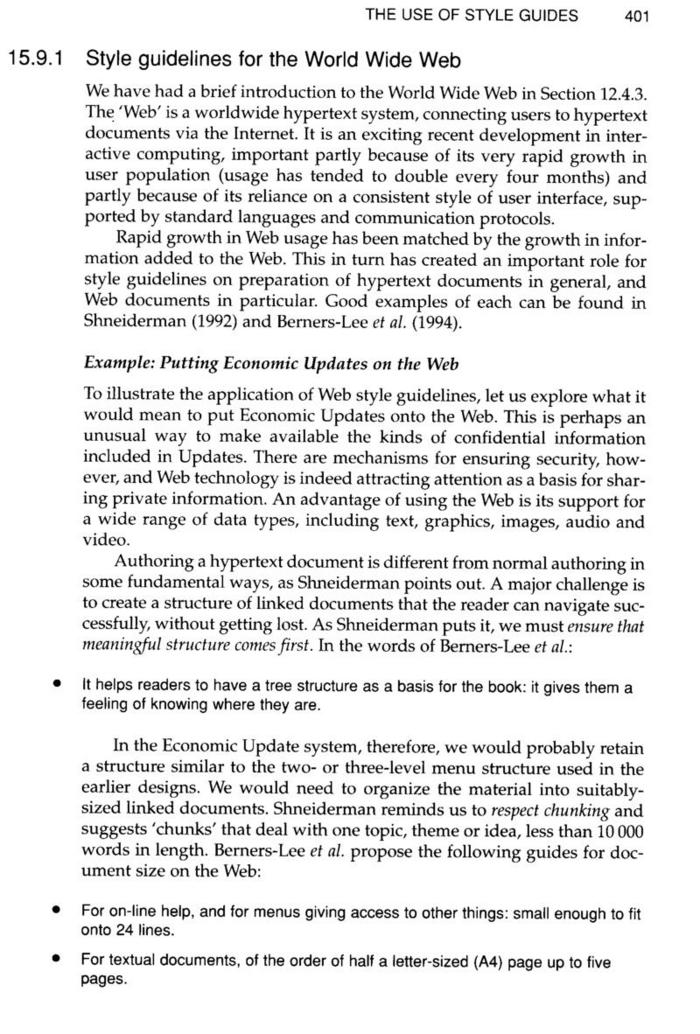 THE USE OF STYLE GUIDES 401
15.9.1 Style guidelines for the World Wide Web
We have had a brief introduction to the World Wide Web in Section 12.4.3.
The 'Web' is a worldwide hypertext system, connecting users to hypertext
documents via the Internet. It is an exciting recent development in inter-
active computing, important partly because of its very rapid growth in
user population (usage has tended to double every four months) and
partly because of its reliance on a consistent style of user interface, sup-
ported by standard languages and communication protocols.
Rapid growth in Web usage has been matched by the growth in infor-
mation added to the Web. This in turn has created an important role for
style guidelines on preparation of hypertext documents in general, and
Web documents in particular. Good examples of each can be found in
Shneiderman (1992) and Berners-Lee et al. (1994).
Example: Putting Economic Updates on the Web
To illustrate the application of Web style guidelines, let us explore what it
would mean to put Economic Updates onto the Web. This is perhaps an
unusual way to make available the kinds of confidential information
included in Updates. There are mechanisms for ensuring security, how-
ever, and Web technology is indeed attracting attention as a basis for shar-
ing private information. An advantage of using the Web is its support for
a wide range of data types, including text, graphics, images, audio and
video.
Authoring a hypertext document is different from normal authoring in
some fundamental ways, as Shneiderman points out. A major challenge is
to create a structure of linked documents that the reader can navigate suc-
cessfully, without getting lost. As Shneiderman puts it, we must ensure that
meaningful structure comes first. In the words of Berners-Lee et al.:
• It helps readers to have a tree structure as a basis for the book: it gives them a
feeling of knowing where they are.
In the Economic Update system, therefore, we would probably retain
a structure similar to the two- or three-level menu structure used in the
earlier designs. We would need to organize the material into suitably-
sized linked documents. Shneiderman reminds us to respect chunking and
suggests 'chunks' that deal with one topic, theme or idea, less than 10 000
words in length. Berners-Lee et al. propose the following guides for doc-
ument size on the Web:
• For on-line help, and for menus giving access to other things: small enough to fit
onto 24 lines.
• For textual documents, of the order of half a letter-sized (A4) page up to five
pages.